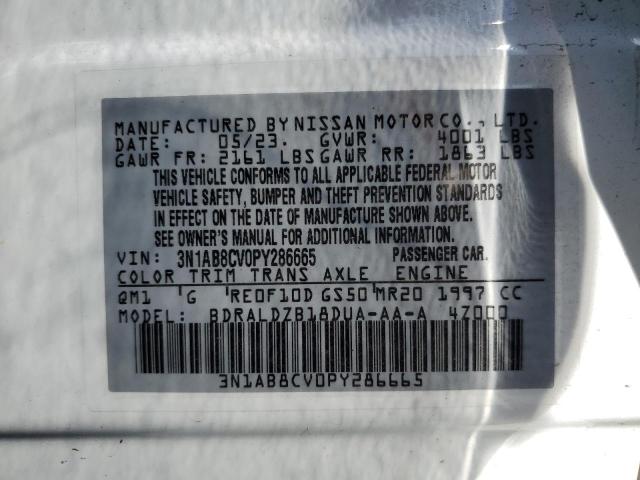 MANUFACTURED BY NISSAN MOTOR CO., LTD.
DATE: 05/23. GVWR: 4001 LBS
GAWR FR: 2161 LBS GAWR RR: 1863 LBS
THIS VEHICLE CONFORMS TO ALL APPLICABLE FEDERAL MOTOR
VEHICLE SAFETY, BUMPER AND THEFT PREVENTION STANDARDS
IN EFFECT ON THE DATE OF MANUFACTURE SHOWN ABOVE.
SEE OWNER'S MANUAL FOR ADDITIONAL INFORMATION.
VIN: 3N1AB8CV0PY286665 PASSENGER CAR.
COLOR TRIM TRANS AXLE ENGINE
QM1 G RE0F10D GS50 MR20 1997 CC
MODEL: BDRALDZB18DUA-AA-A 4Z000
3N1AB8CV0PY286665